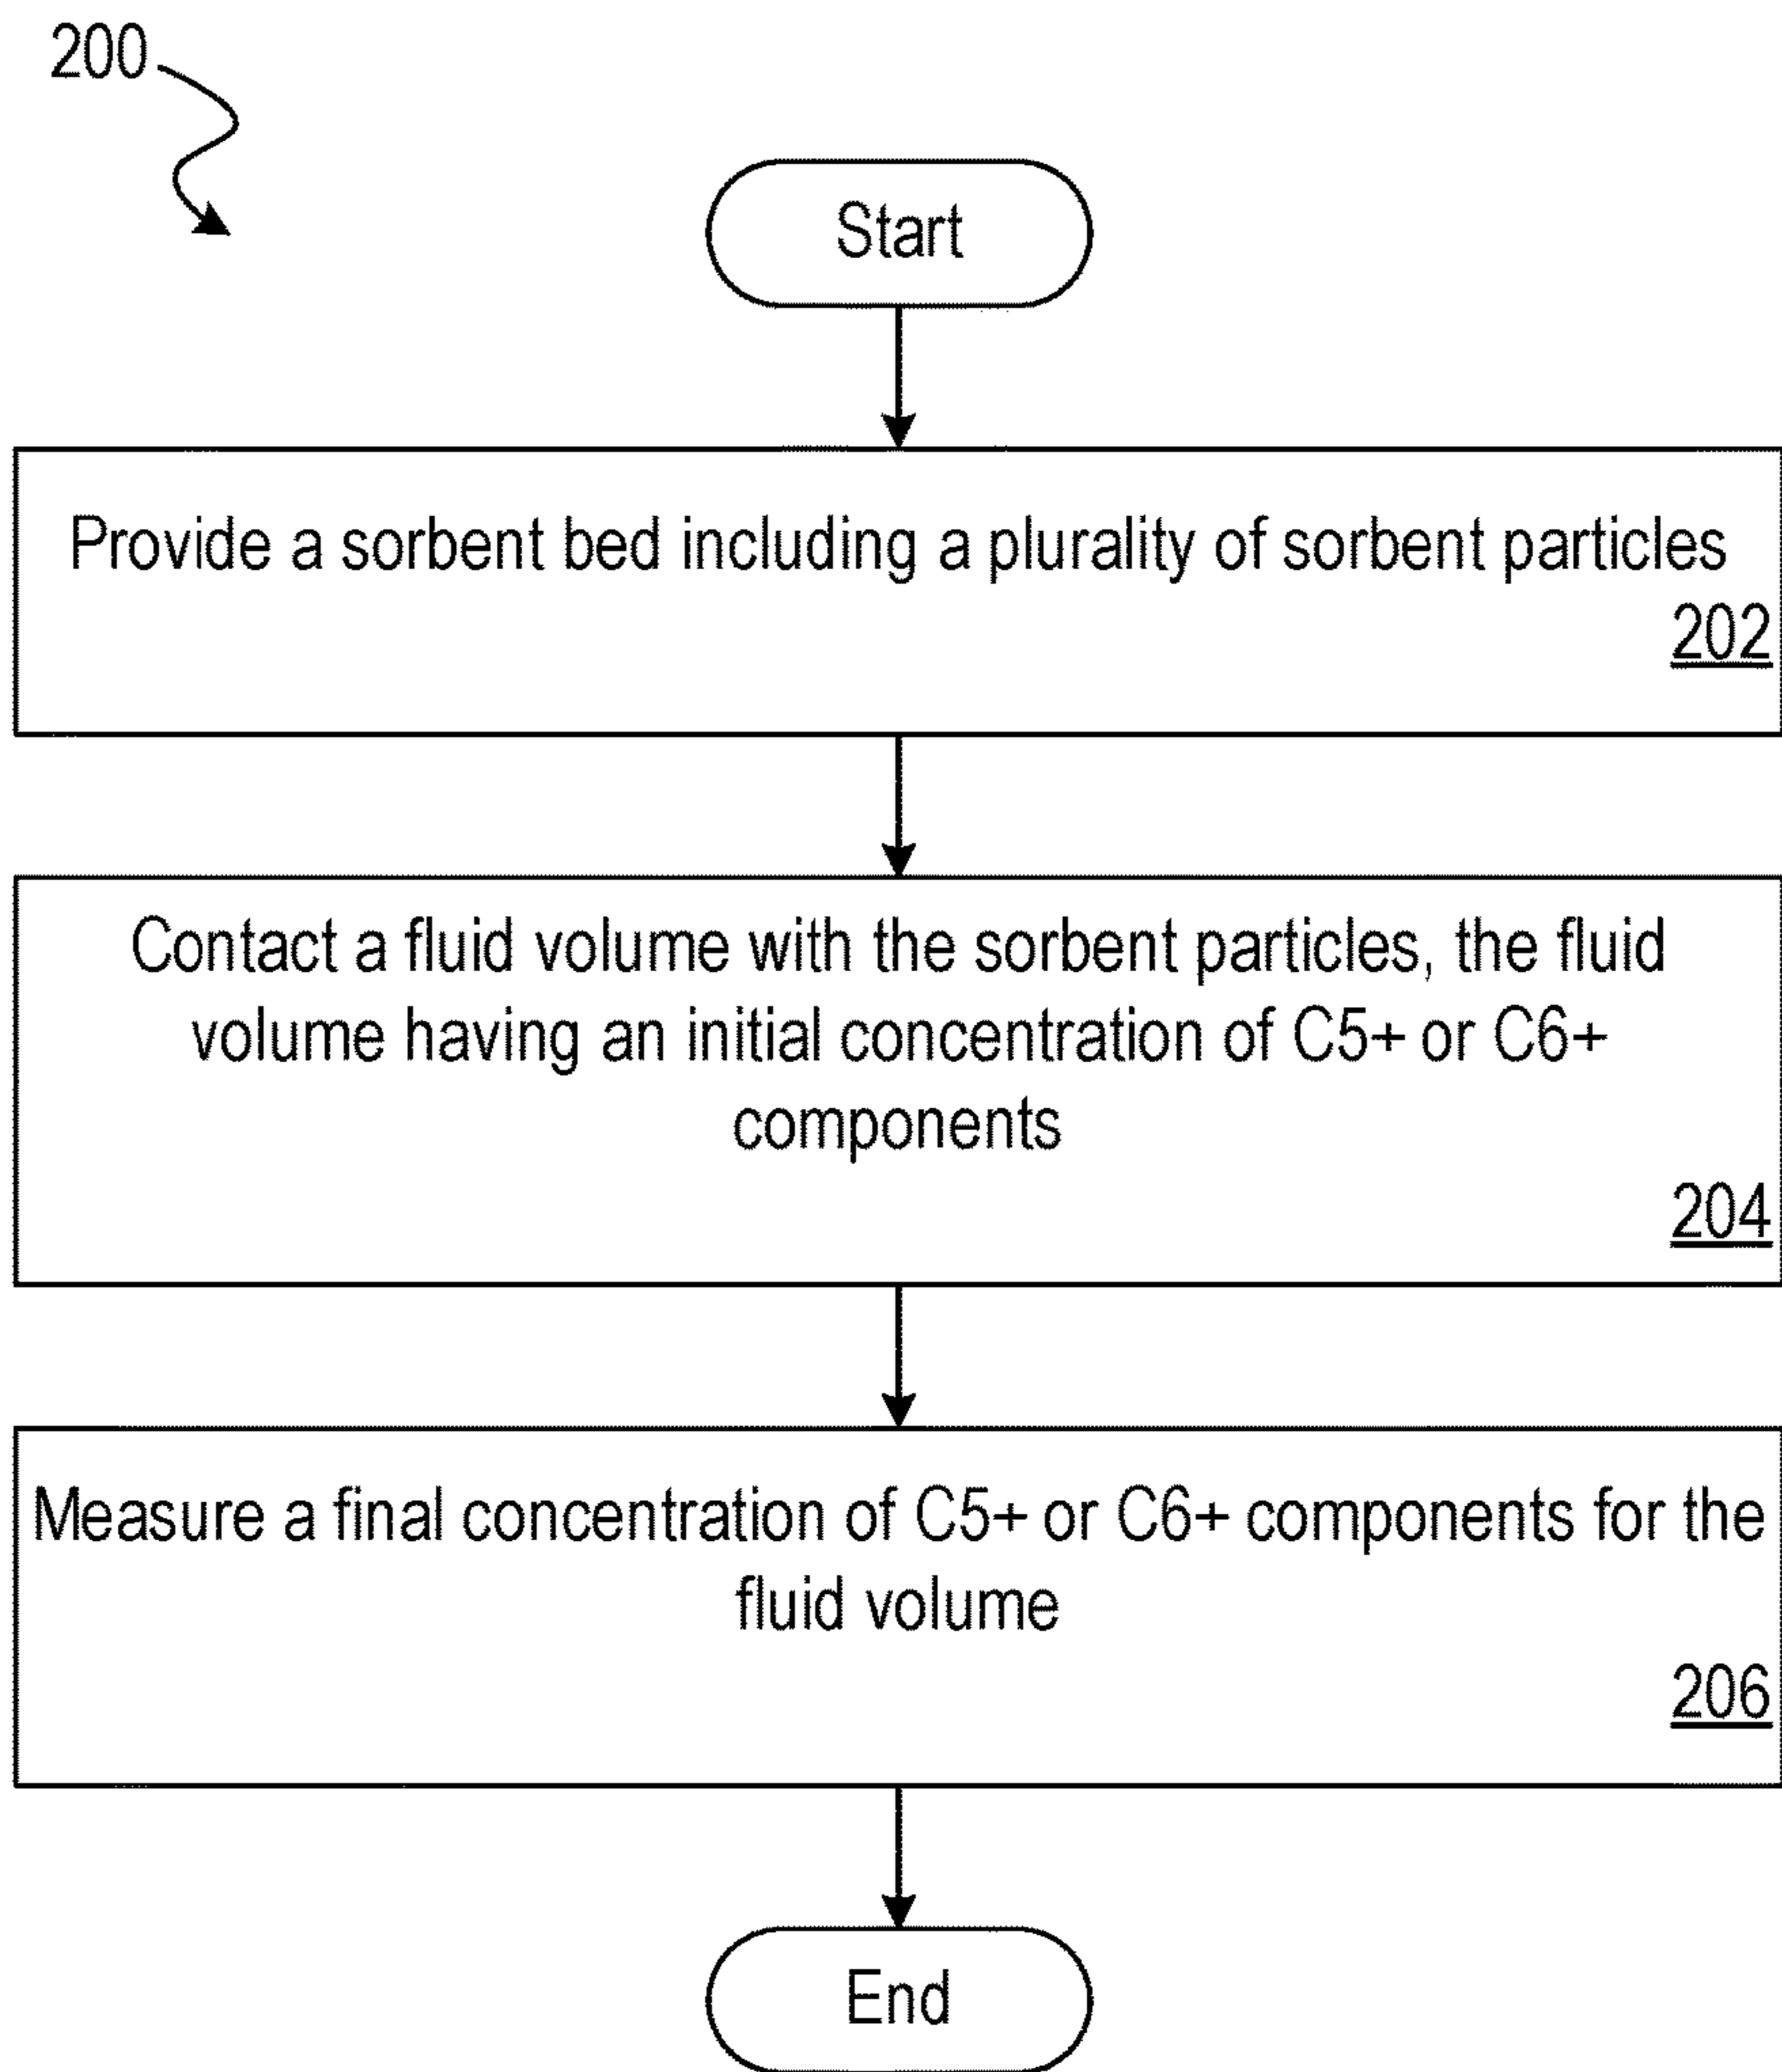 200
Start
Provide a sorbent bed including a plurality of sorbent particles
202
Contact a fluid volume with the sorbent particles, the fluid
volume having an initial concentration of C5+ or C6+
components
204
Measure a final concentration of C5+ or C6+ components for the
fluid volume
206
End